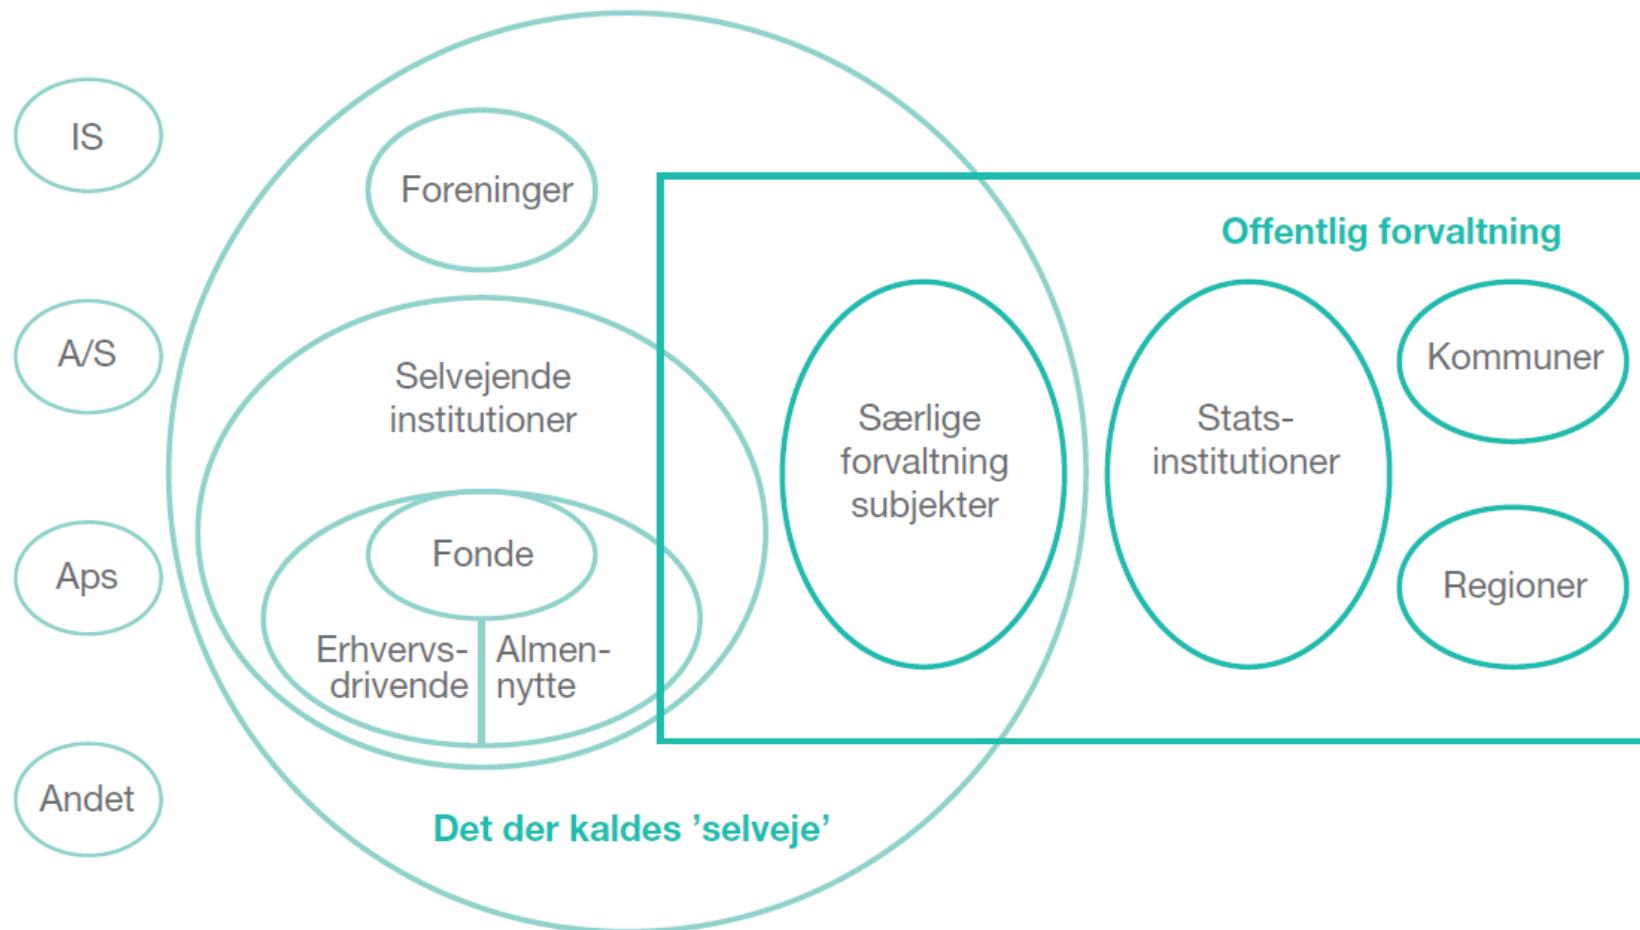 IS
A/S
Aps
Andet
Foreninger
Selvejende
institutioner
Fonde
Erhvervs-
drivende
Almen-
nytte
Det der kaldes ’selveje’
Offentlig forvaltning
Særlige
forvaltning
subjekter
Stats-
institutioner
Kommuner
Regioner